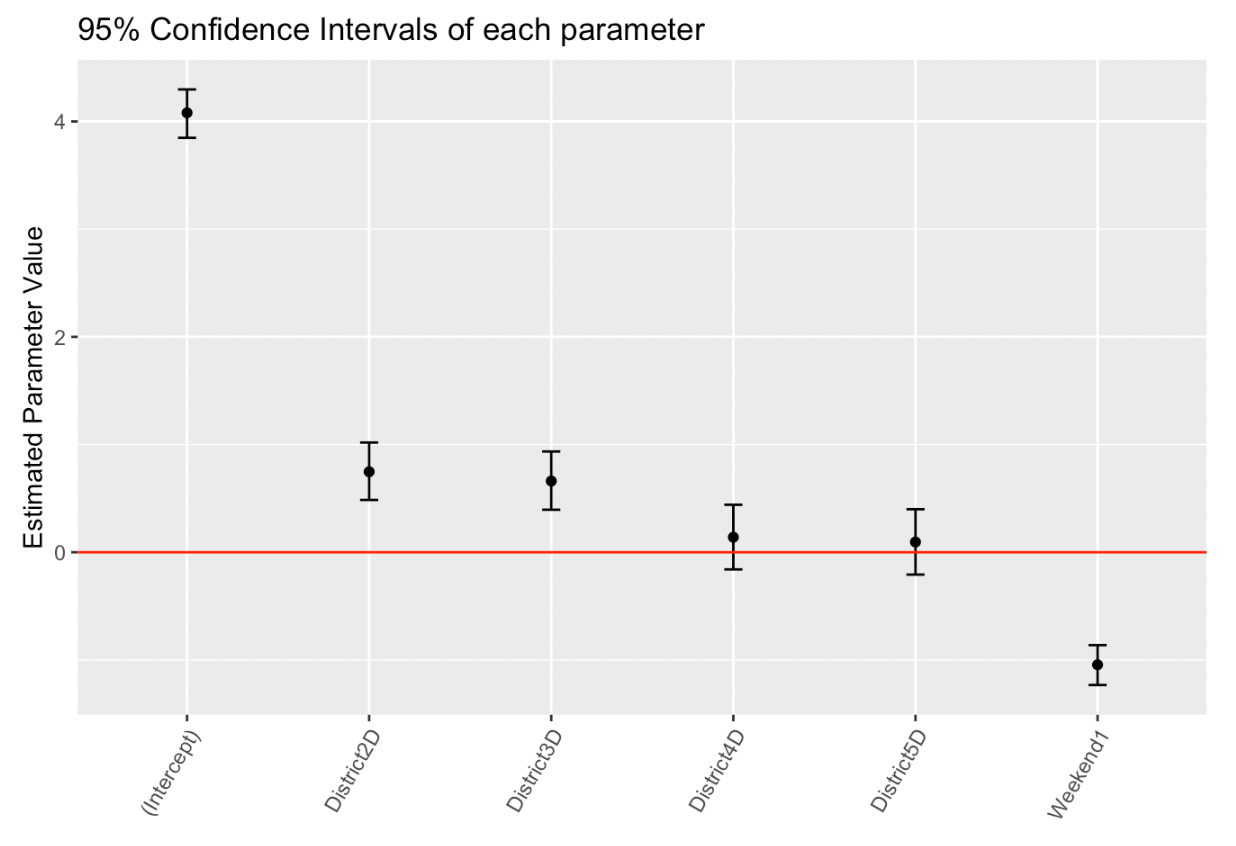 95% Confidence Intervals of each parameter
Estimated Parameter Value
4
2
0
(Intercept)
District2D
District3D
District4D
District5D
Weekend1